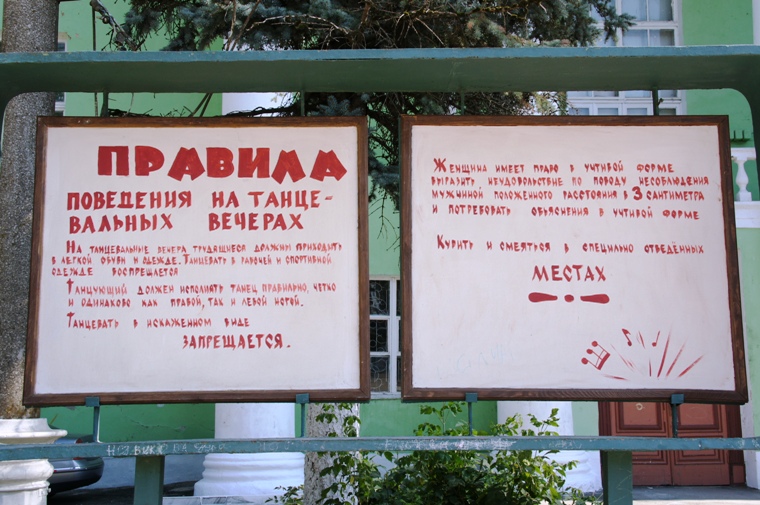 ПРАВИЛА
ПОВЕДЕНИЯ НА ТАНЦЕ-
ВАЛЬНЫХ ВЕЧЕРАХ
На танцевальные вечера трудящиеся должны приходить
в легкой обуви и одежде. Танцевать в рабочей и спортивной
одежде воспрещается
Танцующий должен исполнять танец правильно, четко
и одинаково как правой, так и левой ногой.
Танцевать в искаженном виде
ЗАПРЕЩАЕТСЯ.
Женщина имеет право в учтивой форме
выразить неудовольствие по поводу несоблюдения
мужчиной положенного расстояния в 3 сантиметра
и потребовать объяснения в учтивой форме
Курить и смеяться в специльно отведённых
МЕСТАХ